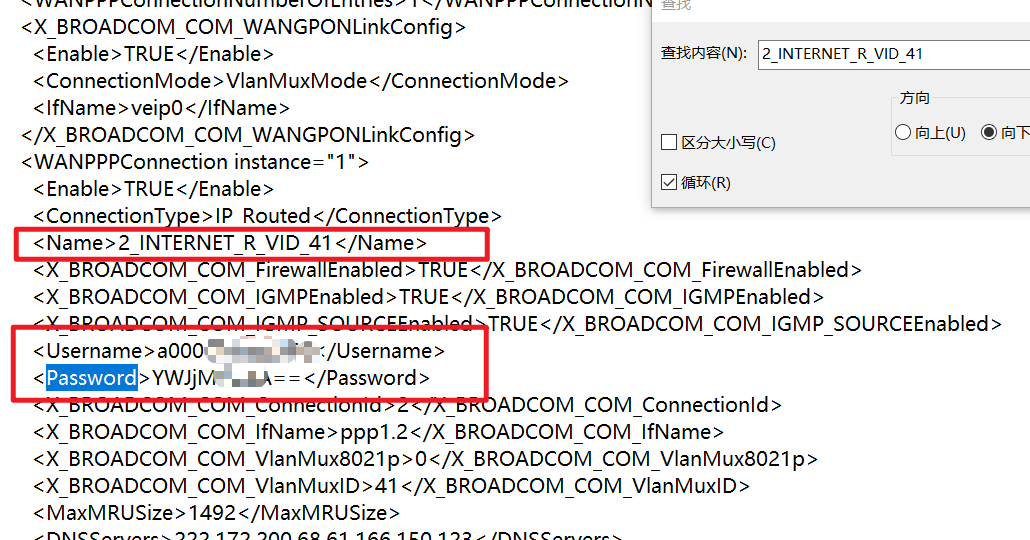 <WANPPPConnectionNumberOfEntries>1</WANPPPConnectionN
<X_BROADCOM_COM_WANGPONLinkConfig>
<Enable>TRUE</Enable>
<ConnectionMode>VlanMuxMode</ConnectionMode>
<IfName>veip0</IfName>
</X_BROADCOM_COM_WANGPONLinkConfig>
<WANPPPConnection instance="1">
<Enable>TRUE</Enable>
<ConnectionType>IP_Routed</ConnectionType>
<Name>2_INTERNET_R_VID_41</Name>
<X_BROADCOM_COM_FirewallEnabled>TRUE</X_BROADCOM_COM_FirewallEnabled>
<X_BROADCOM_COM_IGMPEnabled>TRUE</X_BROADCOM_COM_IGMPEnabled>
<X_BROADCOM_COM_IGMP_SOURCEEnabled>TRUE</X_BROADCOM_COM_IGMP_SOURCEEnabled>
<Username>a000</Username>
<Password>YWJjM A==</Password>
<X_BROADCOM_COM_ConnectionId>2</X_BROADCOM_COM_ConnectionId>
<X_BROADCOM_COM_IfName>ppp1.2</X_BROADCOM_COM_IfName>
<X_BROADCOM_COM_VlanMux8021p>0</X_BROADCOM_COM_VlanMux8021p>
<X_BROADCOM_COM_VlanMuxID>41</X_BROADCOM_COM_VlanMuxID>
<MaxMRUSize>1492</MaxMRUSize>
<DNSServers>222.172.200.68,61.166.150.123</DNSServers>
查找
查找内容(N):
2_INTERNET_R_VID_41
方向
向上(U)
向下
区分大小写(C)
循环(R)